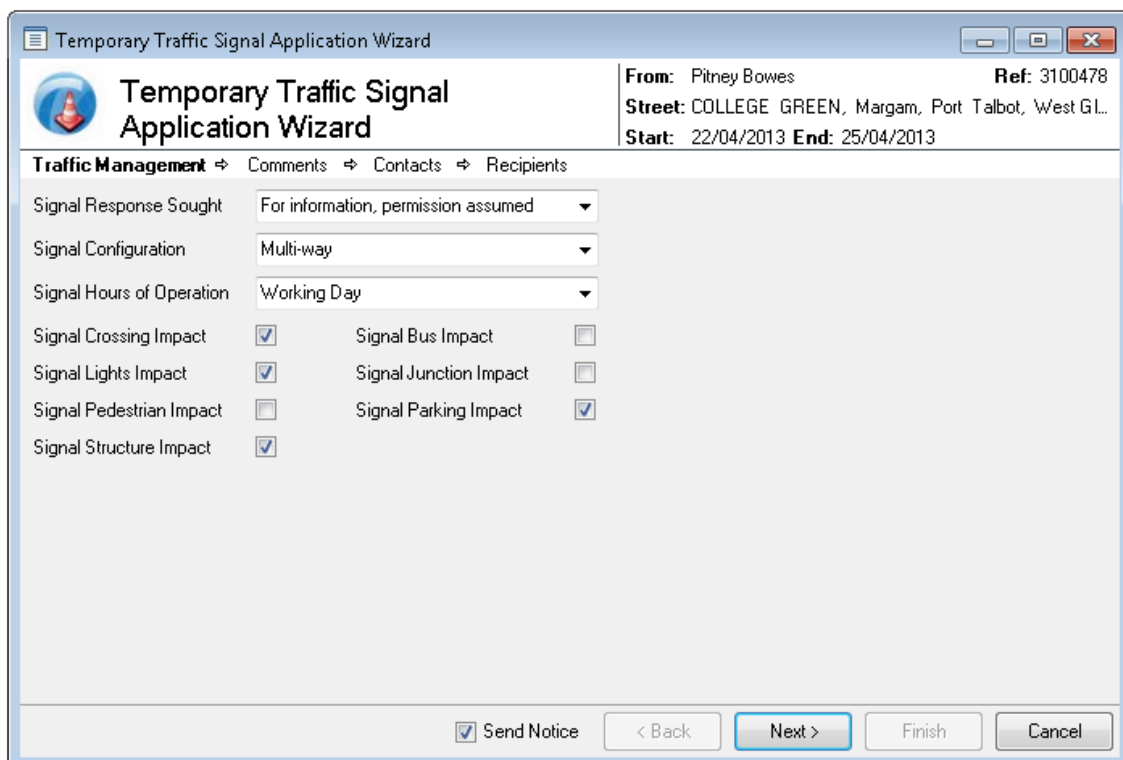 Temporary Traffic Signal Application Wizard
Temporary Traffic Signal
Application Wizard
From: Pitney Bowes Ref: 3100478
Street: COLLEGE GREEN, Margam, Port Talbot, West Gl...
Start: 22/04/2013 End: 25/04/2013
Traffic Management ⇨ Comments ⇨ Contacts ⇨ Recipients
Signal Response Sought For information, permission assumed
Signal Configuration Multi-way
Signal Hours of Operation Working Day
Signal Crossing Impact Signal Bus Impact
Signal Lights Impact Signal Junction Impact
Signal Pedestrian Impact Signal Parking Impact
Signal Structure Impact
Send Notice < Back Next > Finish Cancel